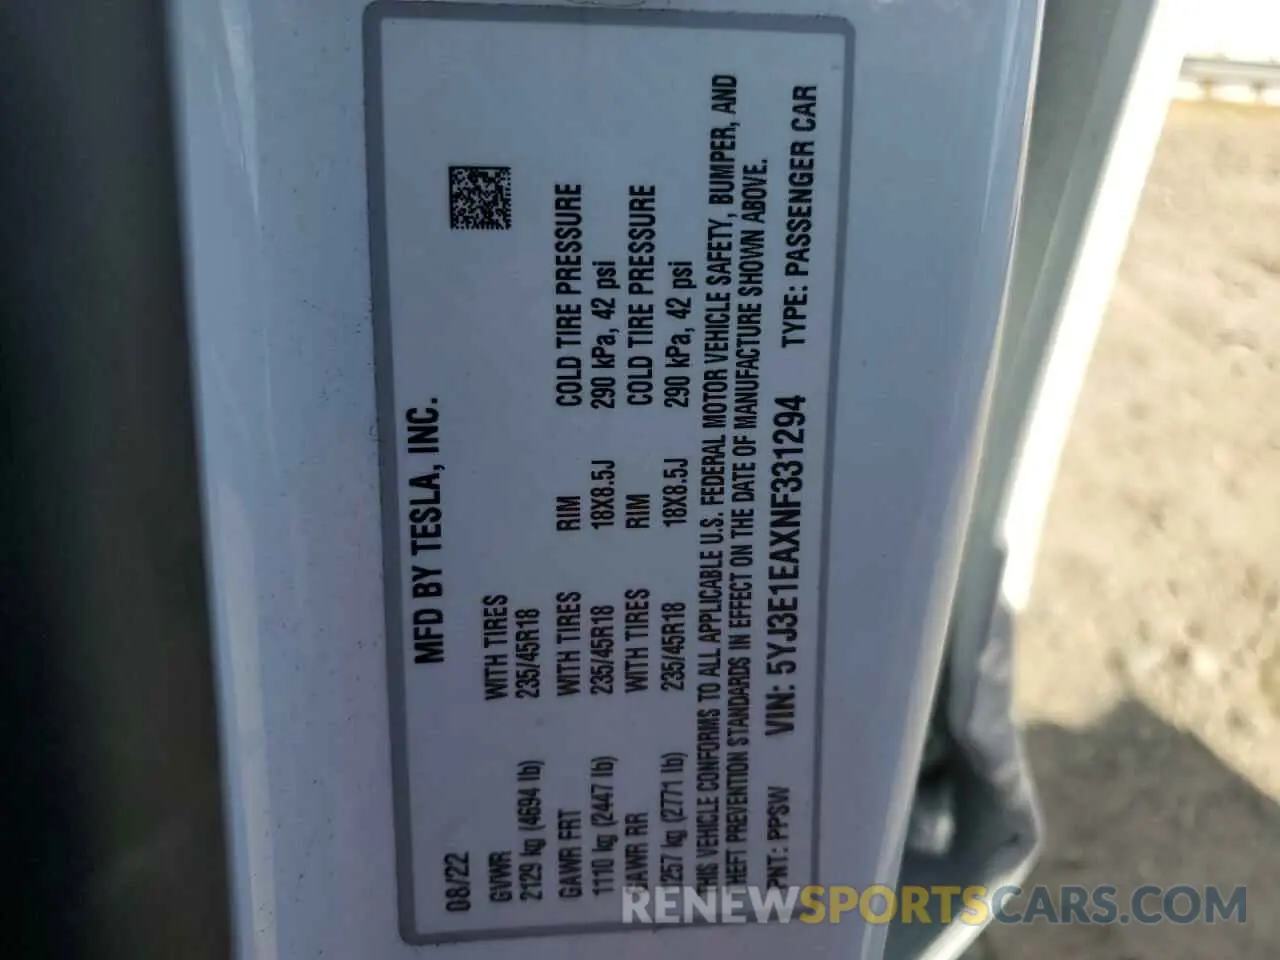 MFD BY TESLA, INC.
08/22
GVWR WITH TIRES
2129 kg (4694 lb) 235/45R18
GAWR FRT WITH TIRES RIM COLD TIRE PRESSURE
1110 kg (2447 lb) 235/45R18 18X8.5J 290 kPa, 42 psi
GAWR RR WITH TIRES RIM COLD TIRE PRESSURE
1257 kg (2771 lb) 235/45R18 18X8.5J 290 kPa, 42 psi
THIS VEHICLE CONFORMS TO ALL APPLICABLE U.S. FEDERAL MOTOR VEHICLE SAFETY, BUMPER, AND
THEFT PREVENTION STANDARDS IN EFFECT ON THE DATE OF MANUFACTURE SHOWN ABOVE.
PNT: PPSW VIN: 5YJ3E1EAXNF331294 TYPE: PASSENGER CAR
RENEWSPORTSCARS.COM